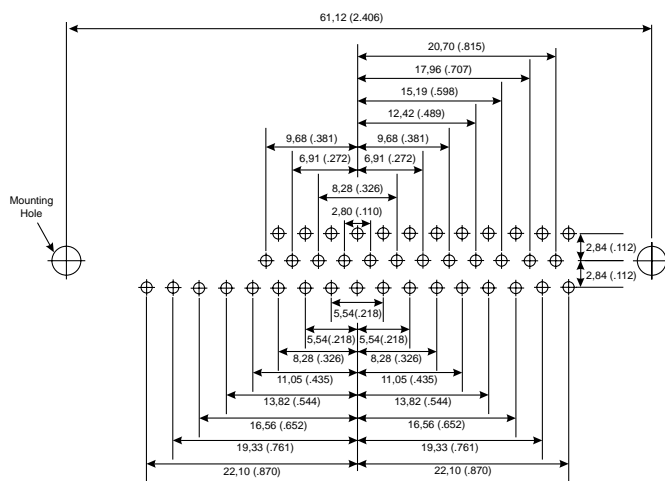 61,12 (2.406)
20,70 (.815)
17,96 (.707)
15,19 (.598)
12,42 (.489)
9,68 (.381) 9,68 (.381)
6,91 (.272) 6,91 (.272)
8,28 (.326)
Mounting
Hole
2,80 (.110)
2,84 (.112)
2,84 (.112)
5,54(.218)
5,54(.218) 5,54(.218)
8,28 (.326) 8,28 (.326)
11,05 (.435) 11,05 (.435)
13,82 (.544) 13,82 (.544)
16,56 (.652) 16,56 (.652)
19,33 (.761) 19,33 (.761)
22,10 (.870) 22,10 (.870)